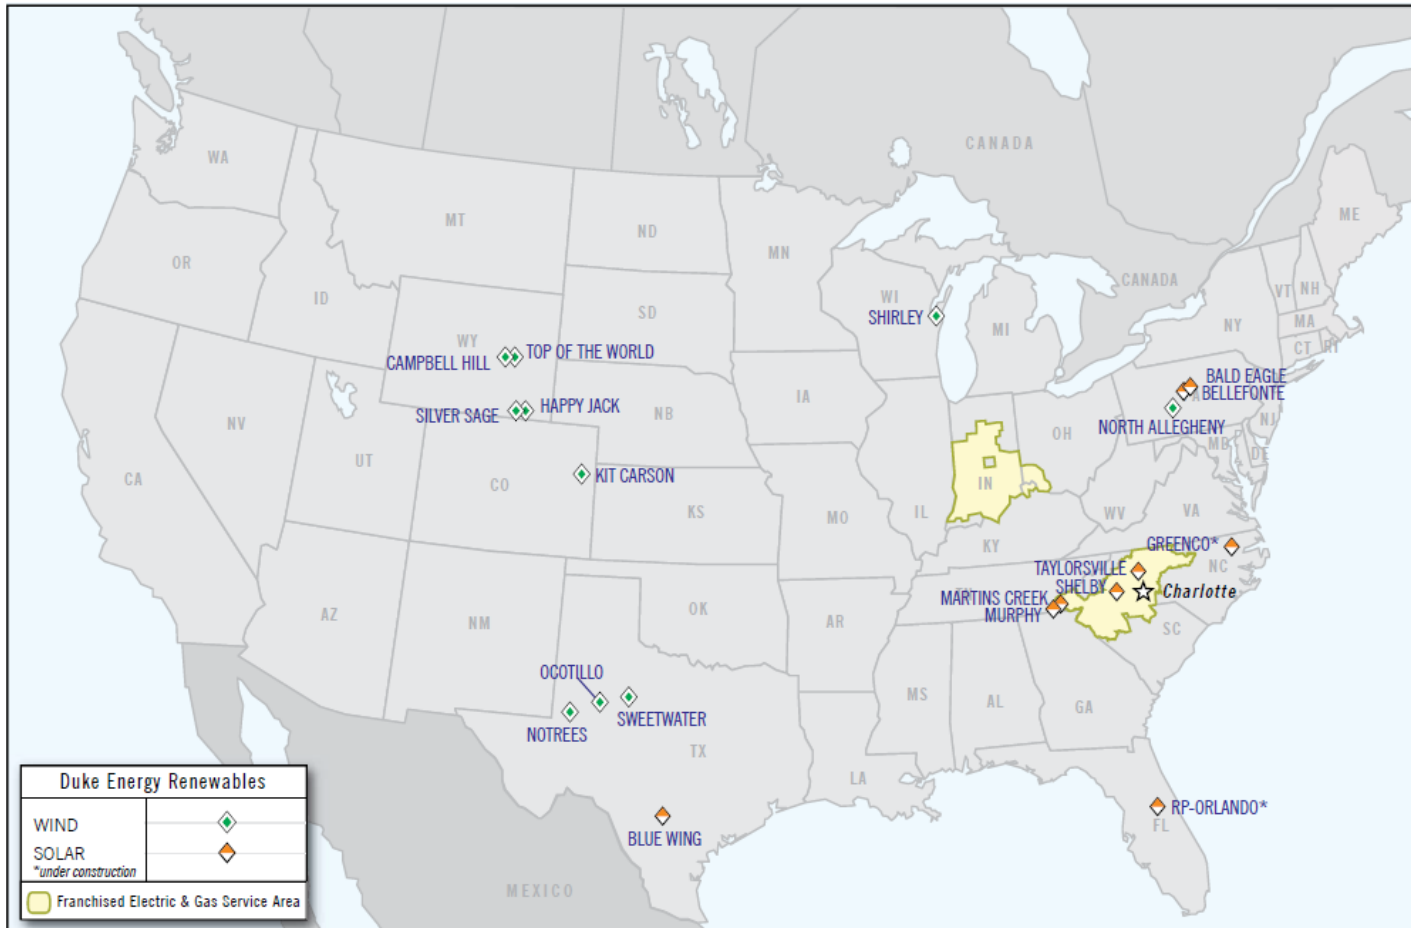 CANADA
WA
MT
ND
MN
ME
OR
ID
SD
WI
MI
CANADA
VT
NH
NY
MA
CT
RI
SHIRLEY
WY
TOP OF THE WORLD
CAMPBELL HILL
BALD EAGLE
BELLEFONTE
NORTH ALLEGHENY
HAPPY JACK
SILVER SAGE
NB
IA
OH
NJ
MD
DE
NV
UT
CA
CO
KIT CARSON
KS
MO
IL
IN
WV
VA
KY
GREENCO*
NC
TAYLORSVILLE
SHELBY
Charlotte
MARTINS CREEK
MURPHY
AZ
NM
OK
AR
SC
MS
AL
GA
OCOTILLO
SWEETWATER
NOTREES
TX
LA
BLUE WING
RP-ORLANDO*
FL
MEXICO
Duke Energy Renewables
WIND
SOLAR
*under construction
Franchised Electric & Gas Service Area